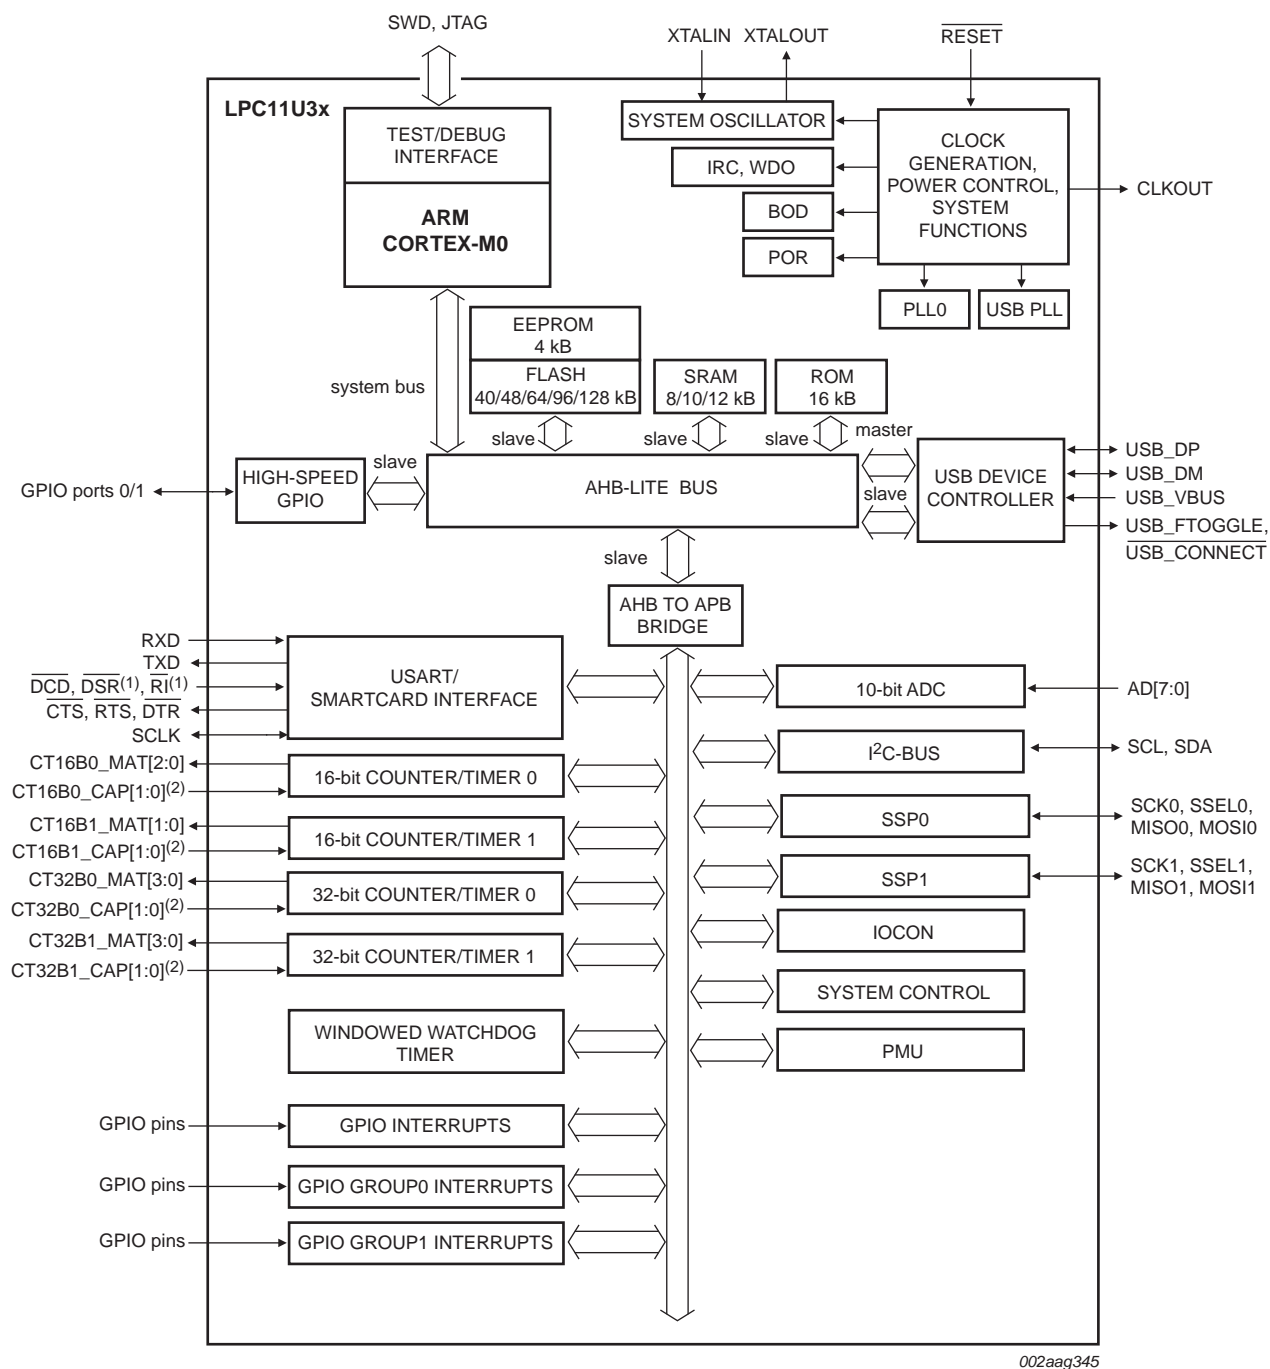 SWD, JTAG
XTALIN XTALOUT
RESET
LPC11U3x
TEST/DEBUG
INTERFACE
ARM
CORTEX-M0
SYSTEM OSCILLATOR
IRC, WDO
BOD
POR
CLOCK
GENERATION,
POWER CONTROL,
SYSTEM
FUNCTIONS
CLKOUT
PLL0
USB PLL
system bus
EEPROM
4 kB
FLASH
40/48/64/96/128 kB
SRAM
8/10/12 kB
ROM
16 kB
slave
slave
slave
master
GPIO ports 0/1
HIGH-SPEED
GPIO
slave
AHB-LITE BUS
slave
USB DEVICE
CONTROLLER
USB_DP
USB_DM
USB_VBUS
USB_FTOGGLE,
USB_CONNECT
slave
AHB TO APB
BRIDGE
RXD
TXD
DCD, DSR(1), RI(1)
CTS, RTS, DTR
SCLK
USART/
SMARTCARD INTERFACE
10-bit ADC
AD[7:0]
CT16B0_MAT[2:0]
CT16B0_CAP[1:0](2)
16-bit COUNTER/TIMER 0
I2C-BUS
SCL, SDA
CT16B1_MAT[1:0]
CT16B1_CAP[1:0](2)
16-bit COUNTER/TIMER 1
SSP0
SCK0, SSEL0,
MISO0, MOSI0
CT32B0_MAT[3:0]
CT32B0_CAP[1:0](2)
32-bit COUNTER/TIMER 0
SSP1
SCK1, SSEL1,
MISO1, MOSI1
CT32B1_MAT[3:0]
CT32B1_CAP[1:0](2)
32-bit COUNTER/TIMER 1
IOCON
SYSTEM CONTROL
WINDOWED WATCHDOG
TIMER
PMU
GPIO pins
GPIO INTERRUPTS
GPIO pins
GPIO GROUP0 INTERRUPTS
GPIO pins
GPIO GROUP1 INTERRUPTS
002aag345